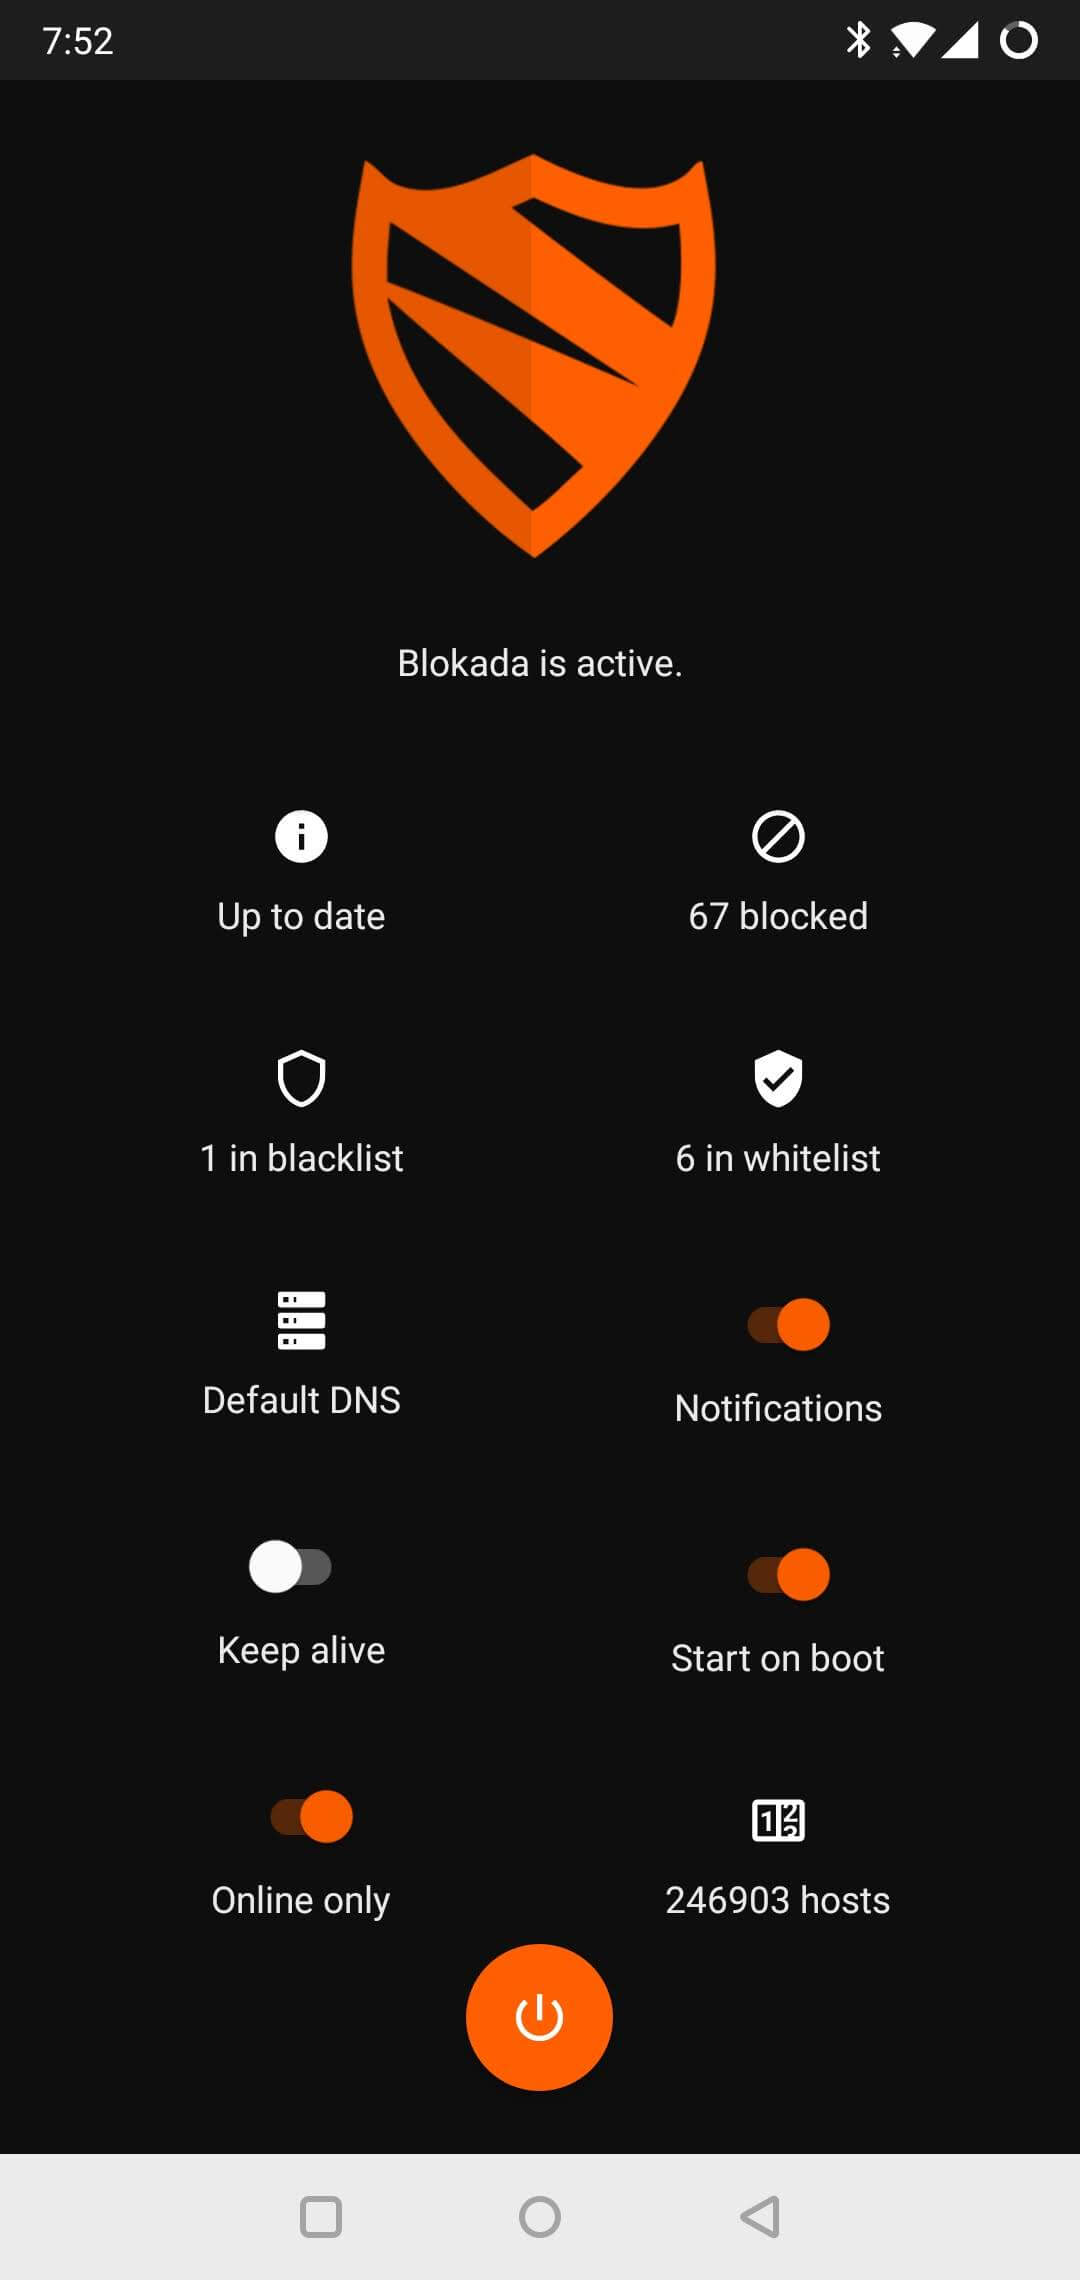 7:52
Blokada is active.
Up to date
67 blocked
1 in blacklist
6 in whitelist
Default DNS
Notifications
Keep alive
Start on boot
Online only
246903 hosts